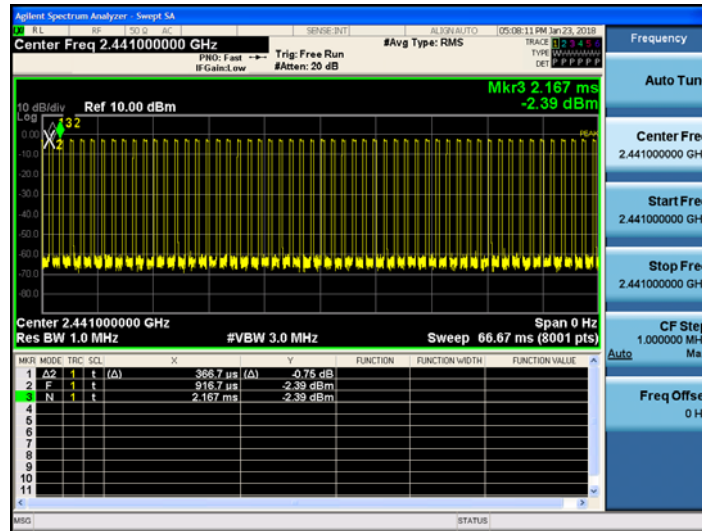 Agilent Spectrum Analyzer - Swept SA
RL RF 50 Ω AC SENSE:INT ALIGN AUTO 05:08:11 PM Jan 23, 2018
Center Freq 2.441000000 GHz
PNO: Fast
IFGain:Low
Trig: Free Run
#Atten: 20 dB
#Avg Type: RMS
TRACE 1 2 3 4 5 6
TYPE
DET P P P P P P
Mkr3 2.167 ms
-2.39 dBm
10 dB/div Ref 10.00 dBm
Log
1 3 2
2
PEAK
0.00
-10.0
-20.0
-30.0
-40.0
-50.0
-60.0
-70.0
-80.0
Center 2.441000000 GHz Span 0 Hz
Res BW 1.0 MHz #VBW 3.0 MHz Sweep 66.67 ms (8001 pts)
MKR MODE TRC SCL X Y FUNCTION FUNCTION WIDTH FUNCTION VALUE
1 Δ2 1 t (Δ) 366.7 µs (Δ) -0.75 dB
2 F 1 t 916.7 µs -2.39 dBm
3 N 1 t 2.167 ms -2.39 dBm
4
5
6
7
8
9
10
11
MSG STATUS
Frequency
Auto Tun
Center Fre
2.441000000 GH
Start Fre
2.441000000 GH
Stop Fre
2.441000000 GH
CF Step
1.000000 MH
Auto Ma
Freq Offse
0 H